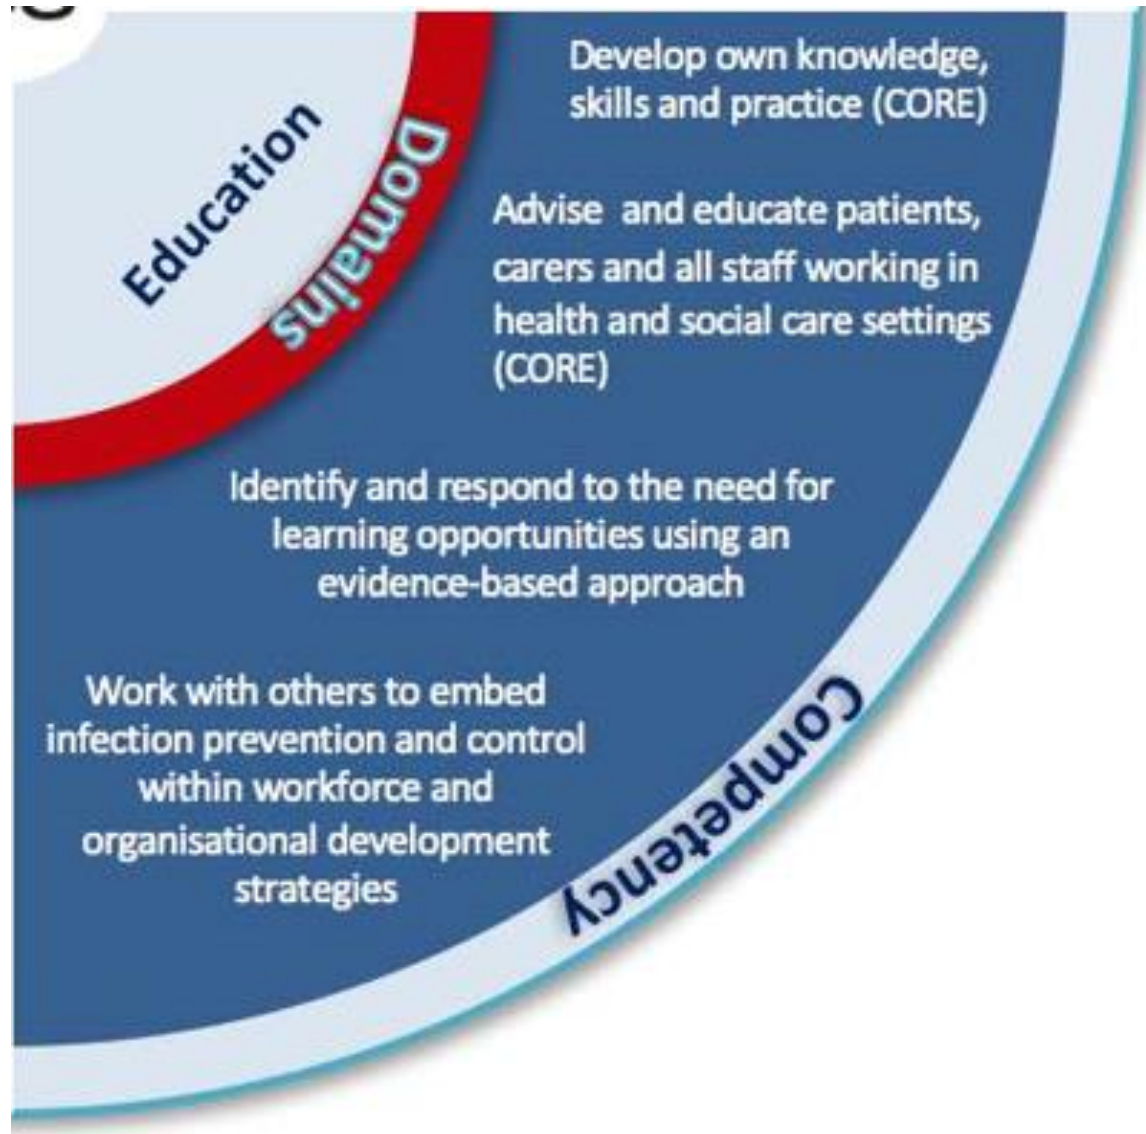 Education
Domains
Develop own knowledge,
skills and practice (CORE)
Advise and educate patients,
carers and all staff working in
health and social care settings
(CORE)
Identify and respond to the need for
learning opportunities using an
evidence-based approach
Work with others to embed
infection prevention and control
within workforce and
organisational development
strategies
Competency